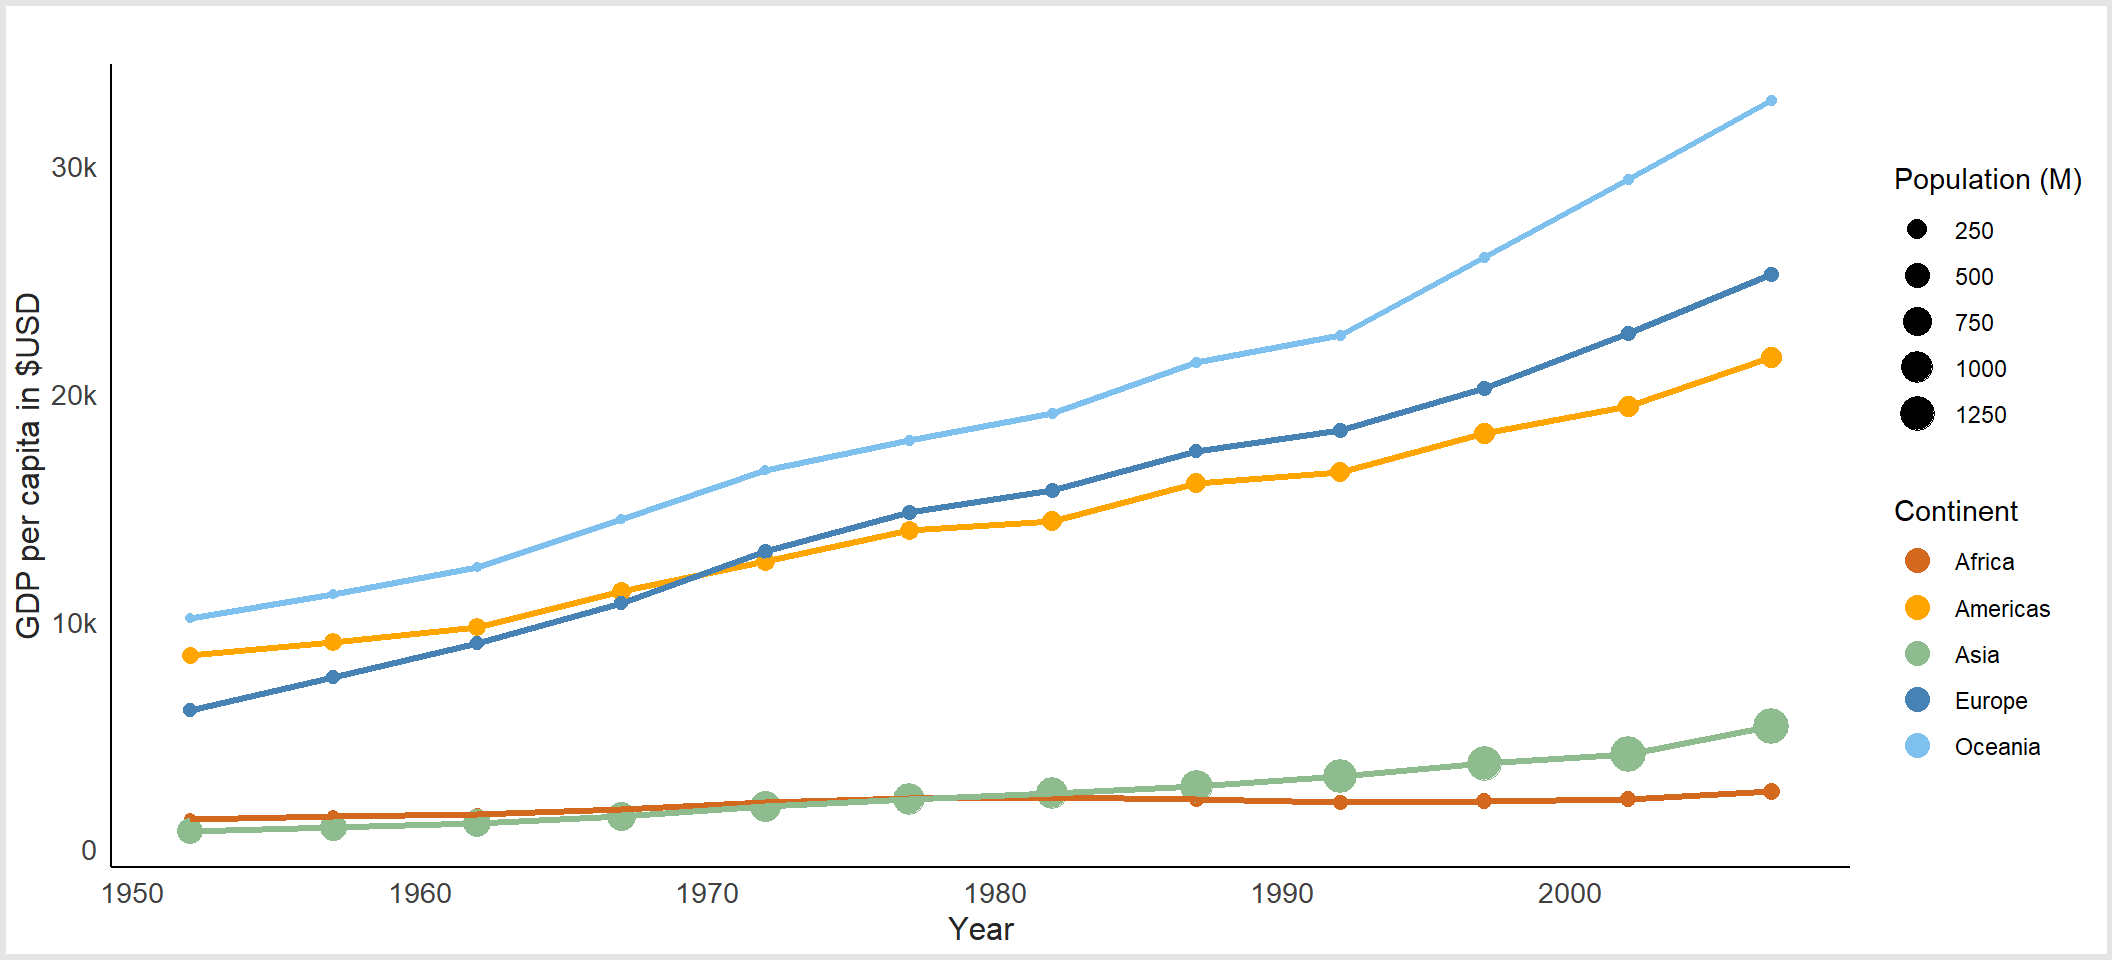 30k
20k
10k
0
GDP per capita in $USD
1950 1960 1970 1980 1990 2000
Year
Population (M)
250
500
750
1000
1250
Continent
Africa
Americas
Asia
Europe
Oceania